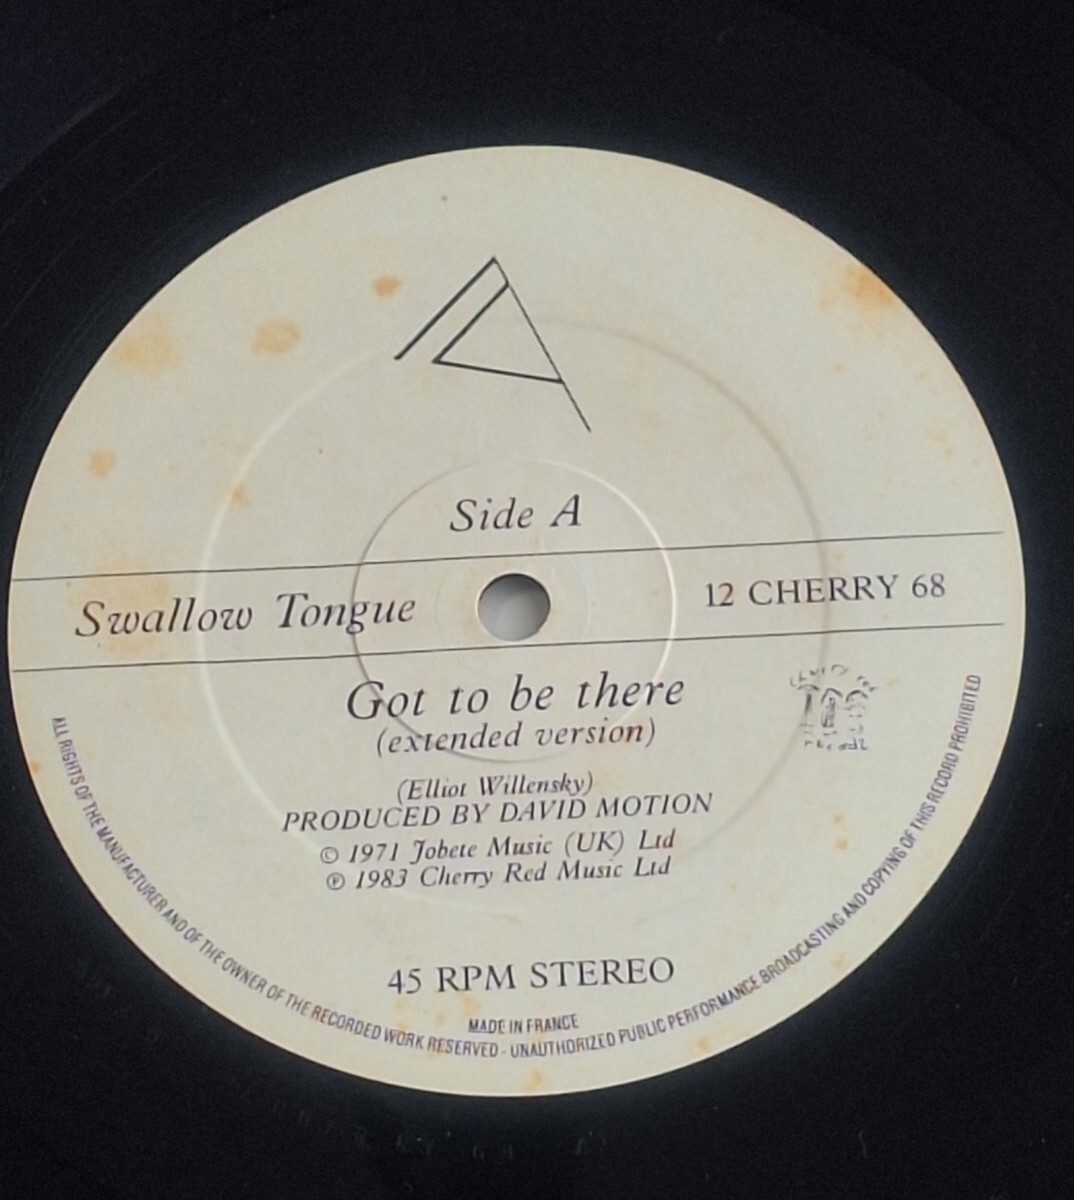 Side A
Swallow Tongue
12 CHERRY 68
Got to be there
(extended version)
(Elliot Willensky)
PRODUCED BY DAVID MOTION
© 1971 Jobete Music (UK) Ltd
℗ 1983 Cherry Red Music Ltd
45 RPM STEREO
MADE IN FRANCE
ALL RIGHTS OF THE MANUFACTURER AND OF THE OWNER OF THE RECORDED WORK RESERVED - UNAUTHORIZED PUBLIC PERFORMANCE BROADCASTING AND COPYING OF THIS RECORD PROHIBITED